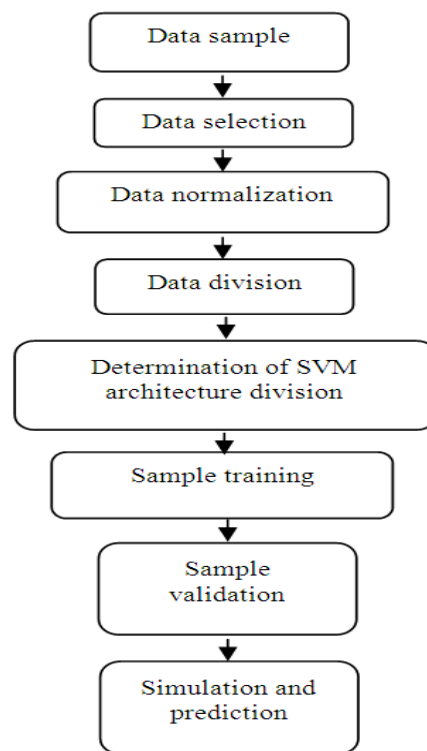 Data sample
Data selection
Data normalization
Data division
Determination of SVM
architecture division
Sample training
Sample
validation
Simulation and
prediction